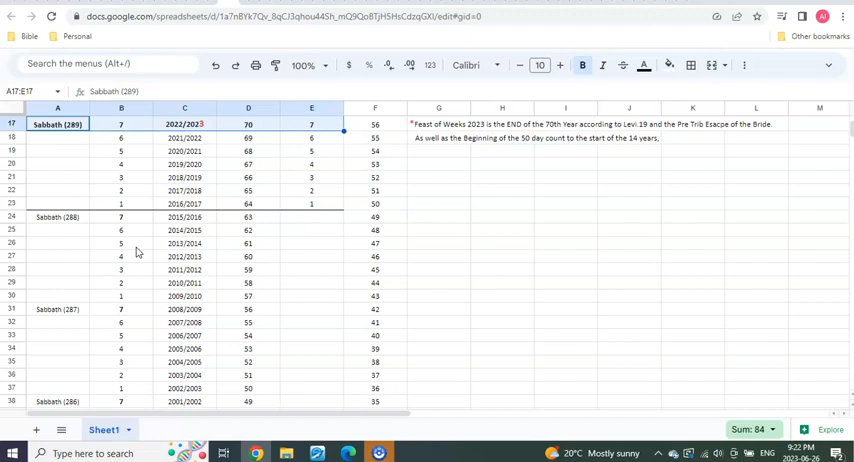 docs.google.com/spreadsheets/d/1a7nBYk7Qv_8qCJ3qhou44Sh_mQ9QoBTjH5HsCdzqGXI/edit#gid=0
AI
Bible Personal Other bookmarks
Search the menus (Alt+/) 100% $ % .0 .00 123 Calibri − 10 + B I S A
A17:E17 fx Sabbath (289)
A B C D E F G H I J K L M
17 Sabbath (289) 7 2022/2023 70 7 56 *Feast of Weeks 2023 is the END of the 70th Year according to Levi.19 and the Pre Trib Esacpe of the Bride.
18 6 2021/2022 69 6 55 As well as the Beginning of the 50 day count to the start of the 14 years,
19 5 2020/2021 68 5 54
20 4 2019/2020 67 4 53
21 3 2018/2019 66 3 52
22 2 2017/2018 65 2 51
23 1 2016/2017 64 1 50
24 Sabbath (288) 7 2015/2016 63 49
25 6 2014/2015 62 48
26 5 2013/2014 61 47
27 4 2012/2013 60 46
28 3 2011/2012 59 45
29 2 2010/2011 58 44
30 1 2009/2010 57 43
31 Sabbath (287) 7 2008/2009 56 42
32 6 2007/2008 55 41
33 5 2006/2007 54 40
34 4 2005/2006 53 39
35 3 2004/2005 52 38
36 2 2003/2004 51 37
37 1 2002/2003 50 36
38 Sabbath (286) 7 2001/2002 49 35
+ Sheet1 Sum: 84 Explore
Type here to search 20°C Mostly sunny ENG 9:22 PM 2023-06-26 2